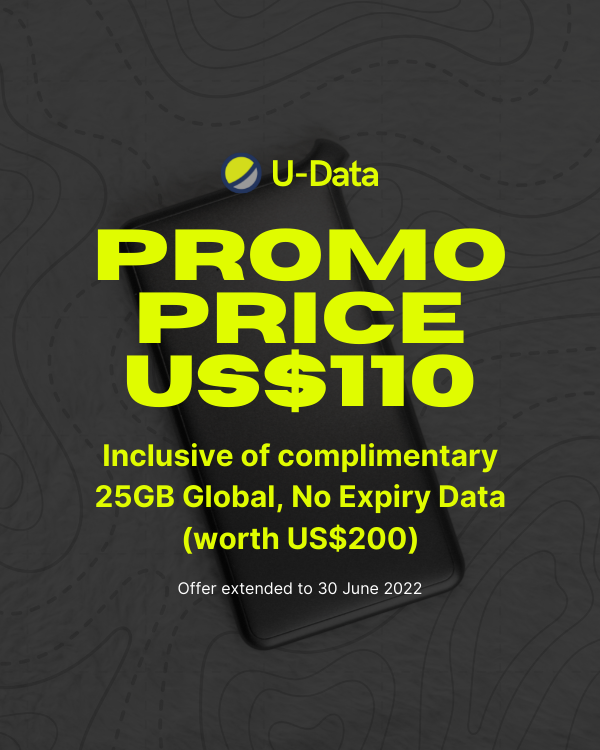 U-Data
PROMO
PRICE
US$110
Inclusive of complimentary
25GB Global, No Expiry Data
(worth US$200)
Offer extended to 30 June 2022